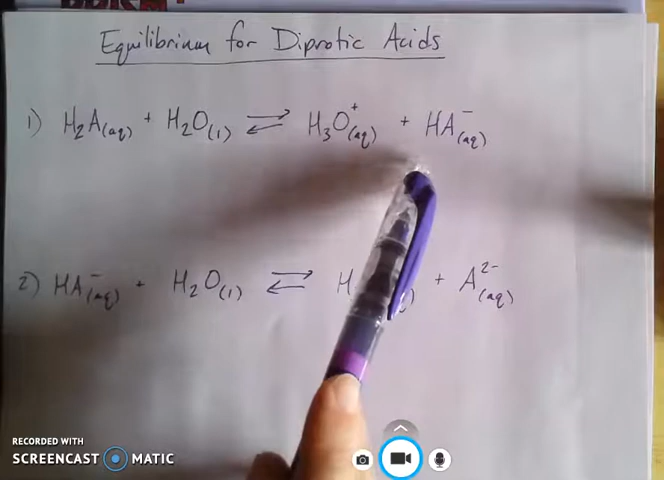 Equilibrium for Diprotic Acids
1) H₂A(aq) + H₂O(l) ⇌ H₃O⁺(aq) + HA⁻(aq)
2) HA⁻(aq) + H₂O(l) ⇌ H + A²⁻(aq)
RECORDED WITH
SCREENCAST MATIC